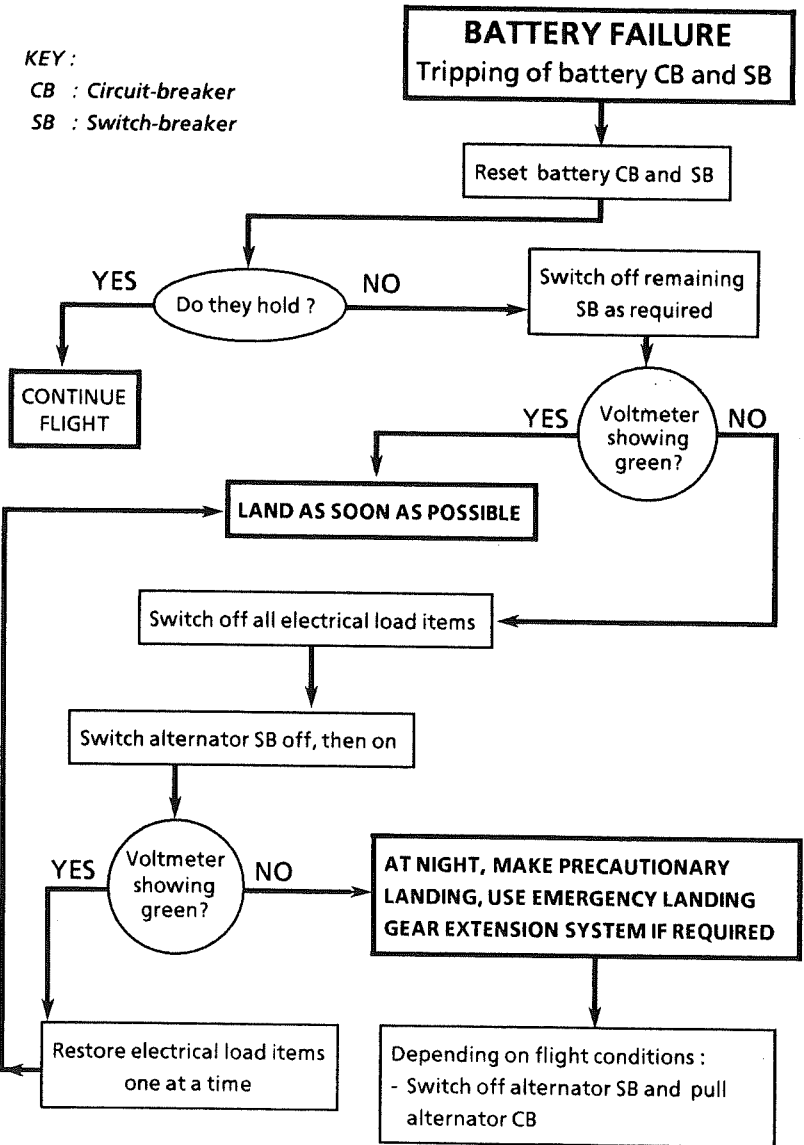 BATTERY FAILURE
Tripping of battery CB and SB
KEY :
CB : Circuit-breaker
SB : Switch-breaker
Reset battery CB and SB
Do they hold ?
YES
NO
CONTINUE
FLIGHT
Switch off remaining
SB as required
Voltmeter
showing
green?
YES
NO
LAND AS SOON AS POSSIBLE
Switch off all electrical load items
Switch alternator SB off, then on
Voltmeter
showing
green?
YES
NO
AT NIGHT, MAKE PRECAUTIONARY
LANDING, USE EMERGENCY LANDING
GEAR EXTENSION SYSTEM IF REQUIRED
Restore electrical load items
one at a time
Depending on flight conditions :
- Switch off alternator SB and pull
alternator CB